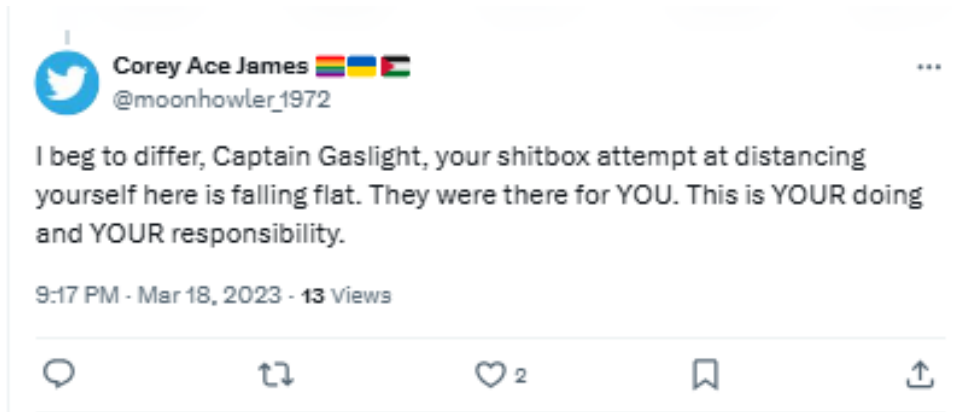 Corey Ace James 🏳️‍🌈🇺🇦🇵🇸
@moonhowler_1972
I beg to differ, Captain Gaslight, your shitbox attempt at distancing
yourself here is falling flat. They were there for YOU. This is YOUR doing
and YOUR responsibility.
9:17 PM · Mar 18, 2023 · 13 Views
2